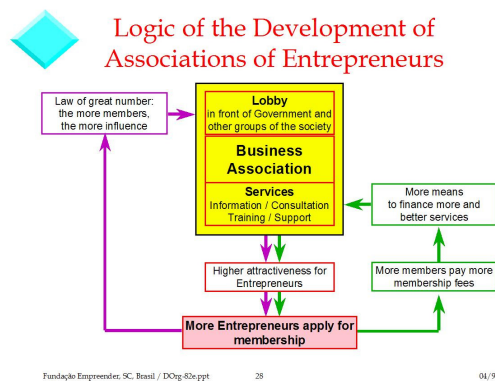 Logic of the Development of
Associations of Entrepreneurs
Law of great number:
the more members,
the more influence
Lobby
in front of Government and
other groups of the society
Business
Association
Services
Information / Consultation
Training / Support
More means
to finance more and
better services
Higher attractiveness for
Entrepreneurs
More members pay more
membership fees
More Entrepreneurs apply for
membership
Fundação Empreender, SC, Brasil / DOrg-82e.ppt
28
04/9